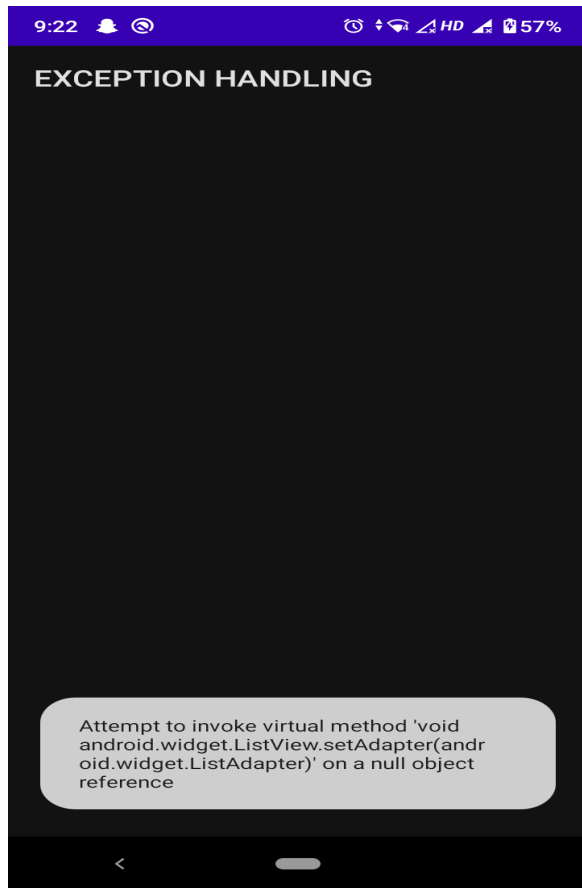 9:22 HD 57%
EXCEPTION HANDLING
Attempt to invoke virtual method 'void
android.widget.ListView.setAdapter(andr
oid.widget.ListAdapter)' on a null object
reference